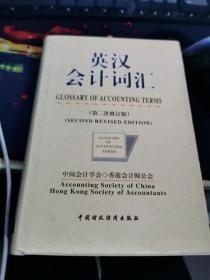 英汉
会计词汇
GLOSSARY OF ACCOUNTING TERMS
(第二次修订版)
(SECOND REVISED EDITION)
GLOSSARY
OF
ACCOUNTING
TERMS
中国会计学会◇香港会计师公会
Accounting Society of China
Hong Kong Society of Accountants
中国财政经济出版社